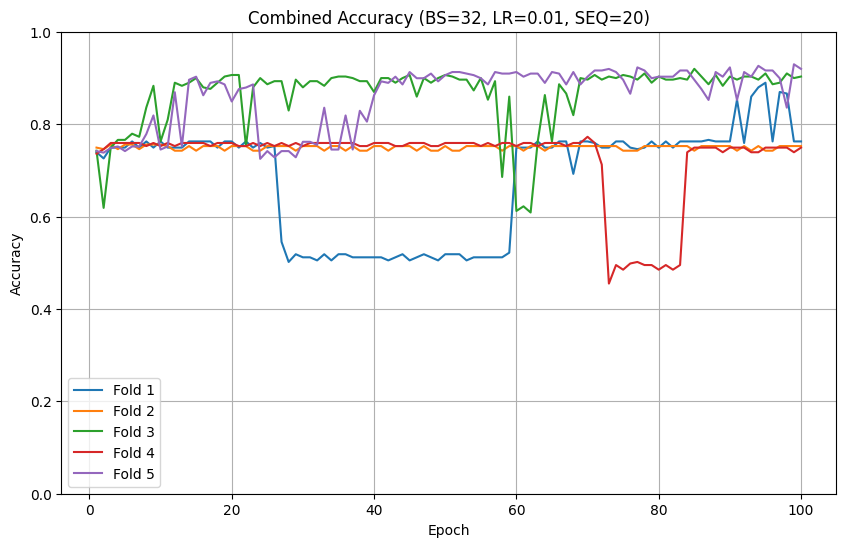 Combined Accuracy (BS=32, LR=0.01, SEQ=20)
1.0
0.8
0.6
0.4
0.2
0.0
Accuracy
Fold 1
Fold 2
Fold 3
Fold 4
Fold 5
0 20 40 60 80 100
Epoch